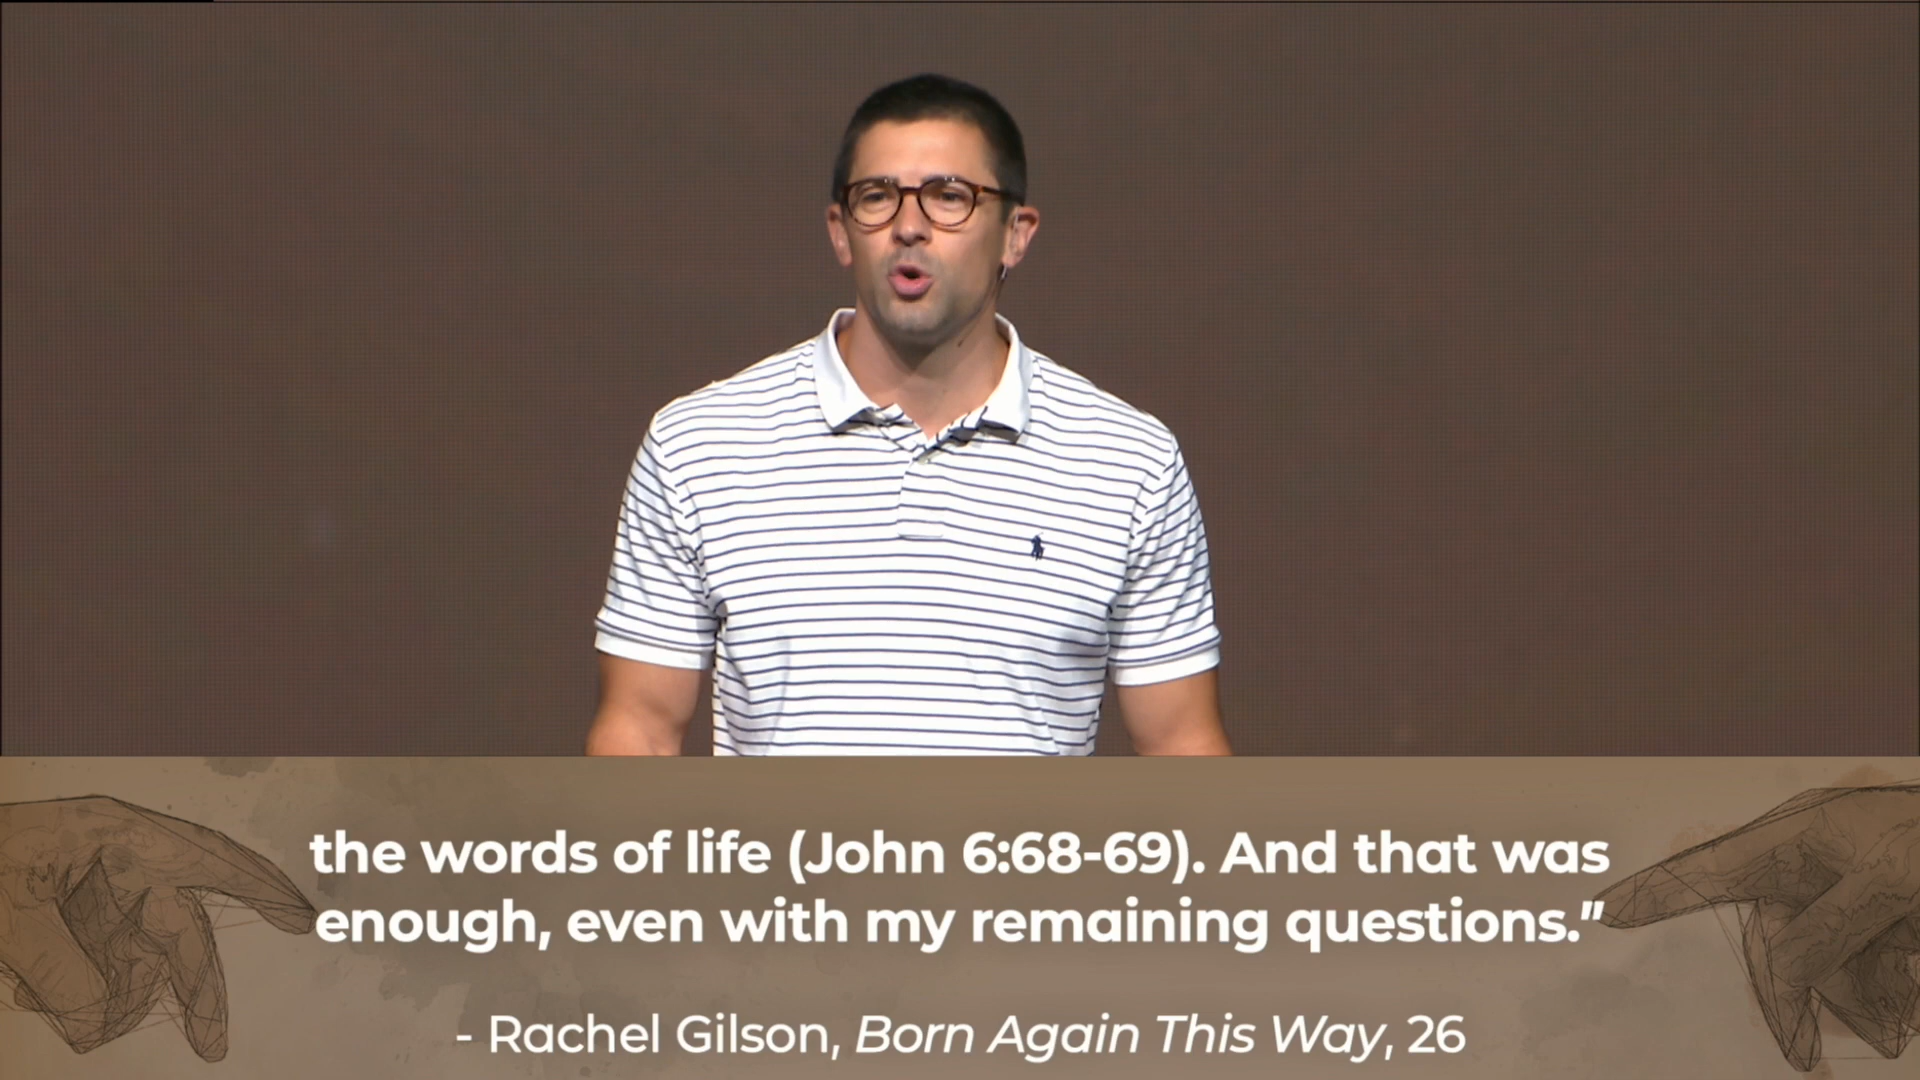 the words of life (John 6:68-69). And that was
enough, even with my remaining questions.”
- Rachel Gilson, Born Again This Way, 26